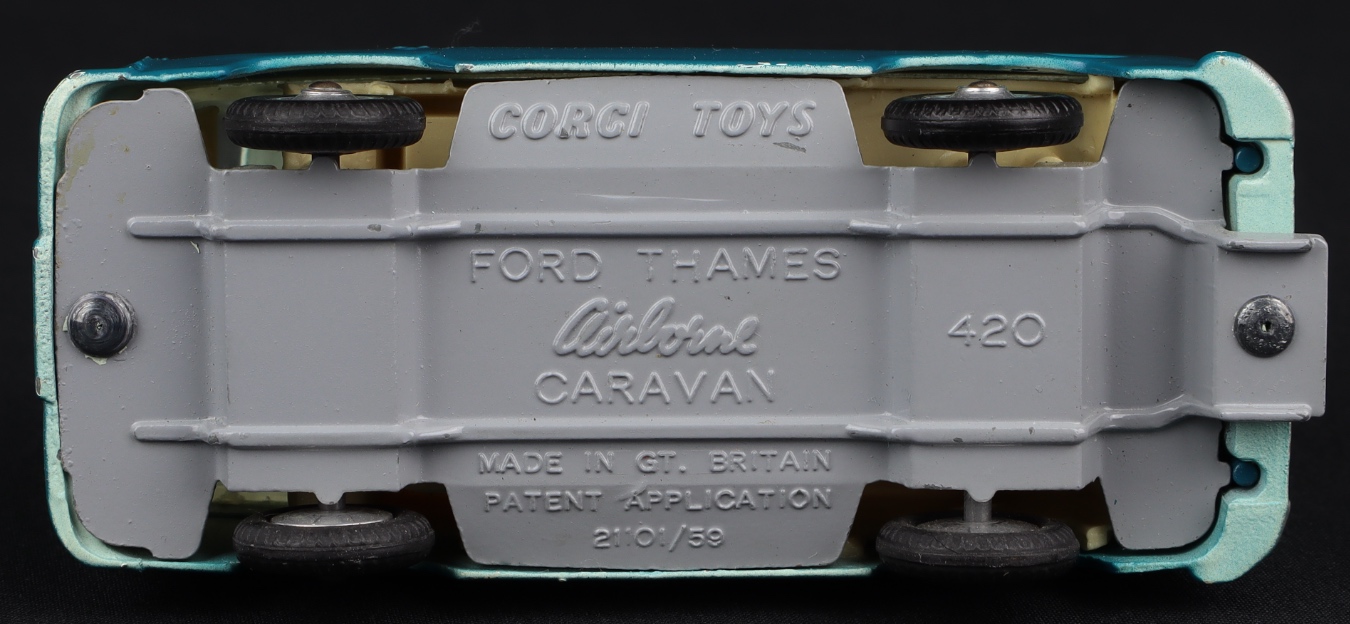 CORGI TOYS
FORD THAMES
Airborne
CARAVAN
420
MADE IN GT. BRITAIN
PATENT APPLICATION
21101/59